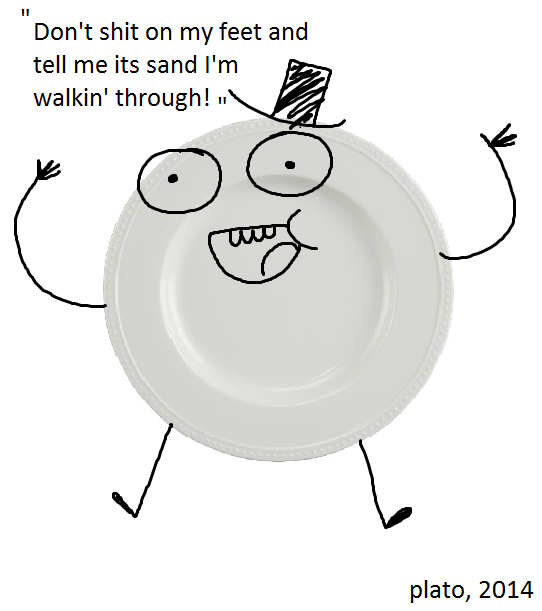 "Don't shit on my feet and
tell me its sand I'm
walkin' through! "
plato, 2014